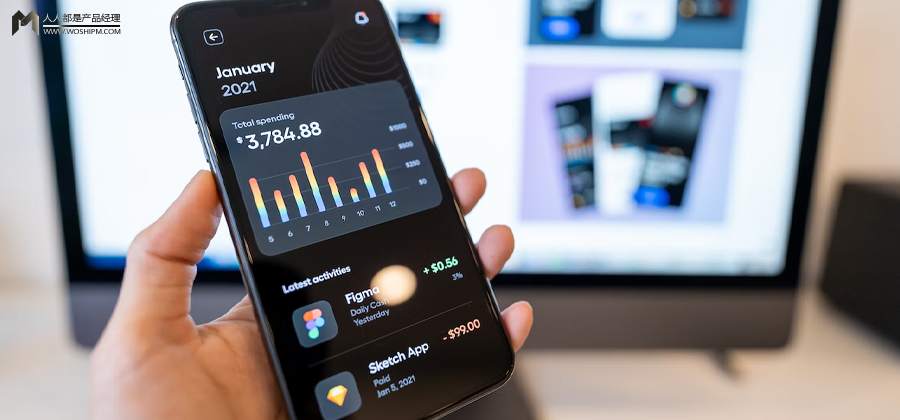 人人都是产品经理
WWW.WOSHIPM.COM
January
2021
Total spending
$3,784.88
$1000
$500
$250
$0
5 6 7 8 9 10 11 12
Latest activities
Figma
+ $0.56
Daily Cash
3%
Yesterday
Sketch App
- $99.00
Paid
Jan 5, 2021